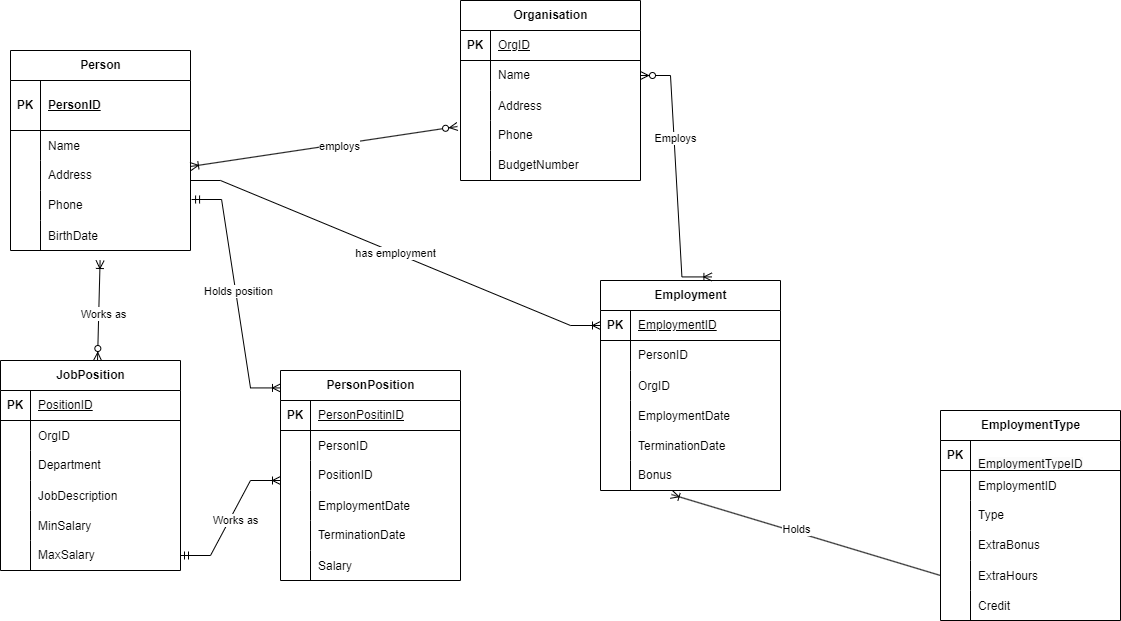 Organisation
PK OrgID
Name
Address
Phone
BudgetNumber
Person
PK PersonID
Name
Address
Phone
BirthDate
employs
Employs
has employment
Holds position
Works as
Employment
PK EmploymentID
PersonID
OrgID
EmploymentDate
TerminationDate
Bonus
JobPosition
PK PositionID
OrgID
Department
JobDescription
MinSalary
MaxSalary
PersonPosition
PK PersonPositinID
PersonID
PositionID
EmploymentDate
TerminationDate
Salary
Works as
EmploymentType
PK EmploymentTypeID
EmploymentID
Type
ExtraBonus
ExtraHours
Credit
Holds